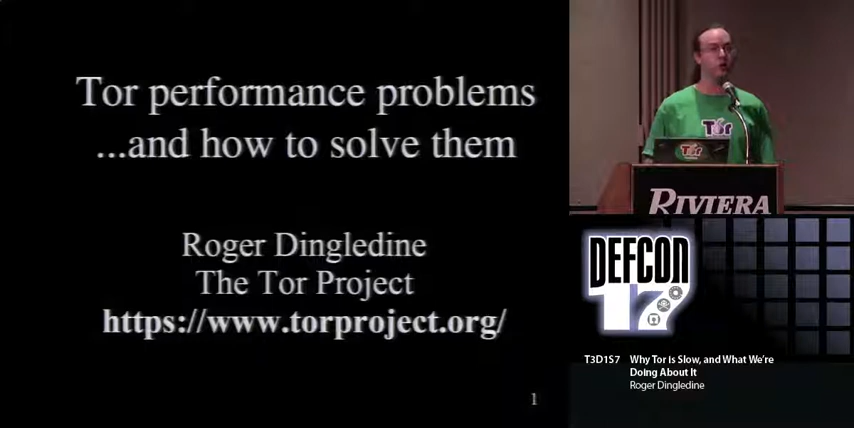 Tor performance problems
...and how to solve them
Roger Dingledine
The Tor Project
https://www.torproject.org/
1
Tor
Tor
RIVIERA
DEFCON
17
T3D1S7 Why Tor is Slow, and What We're
Doing About It
Roger Dingledine